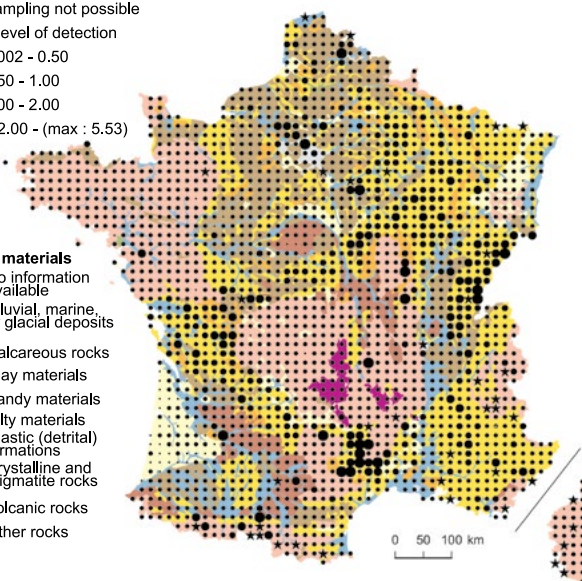 ampling not possible
evel of detection
002 - 0.50
50 - 1.00
00 - 2.00
2.00 - (max : 5.53)
materials
o information
vailable
luvial, marine,
glacial deposits
alcareous rocks
ay materials
andy materials
lty materials
astic (detrital)
rmations
rystalline and
igmatite rocks
olcanic rocks
ther rocks
0 50 100 km